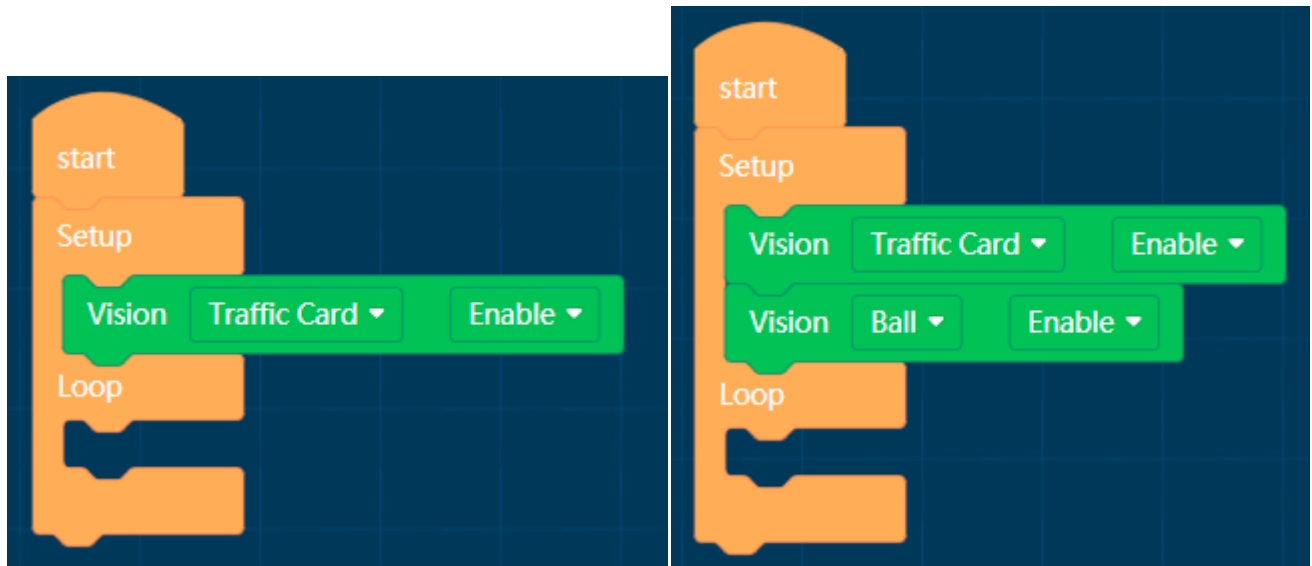 start
Setup
Vision Traffic Card Enable
Loop
start
Setup
Vision Traffic Card Enable
Vision Ball Enable
Loop